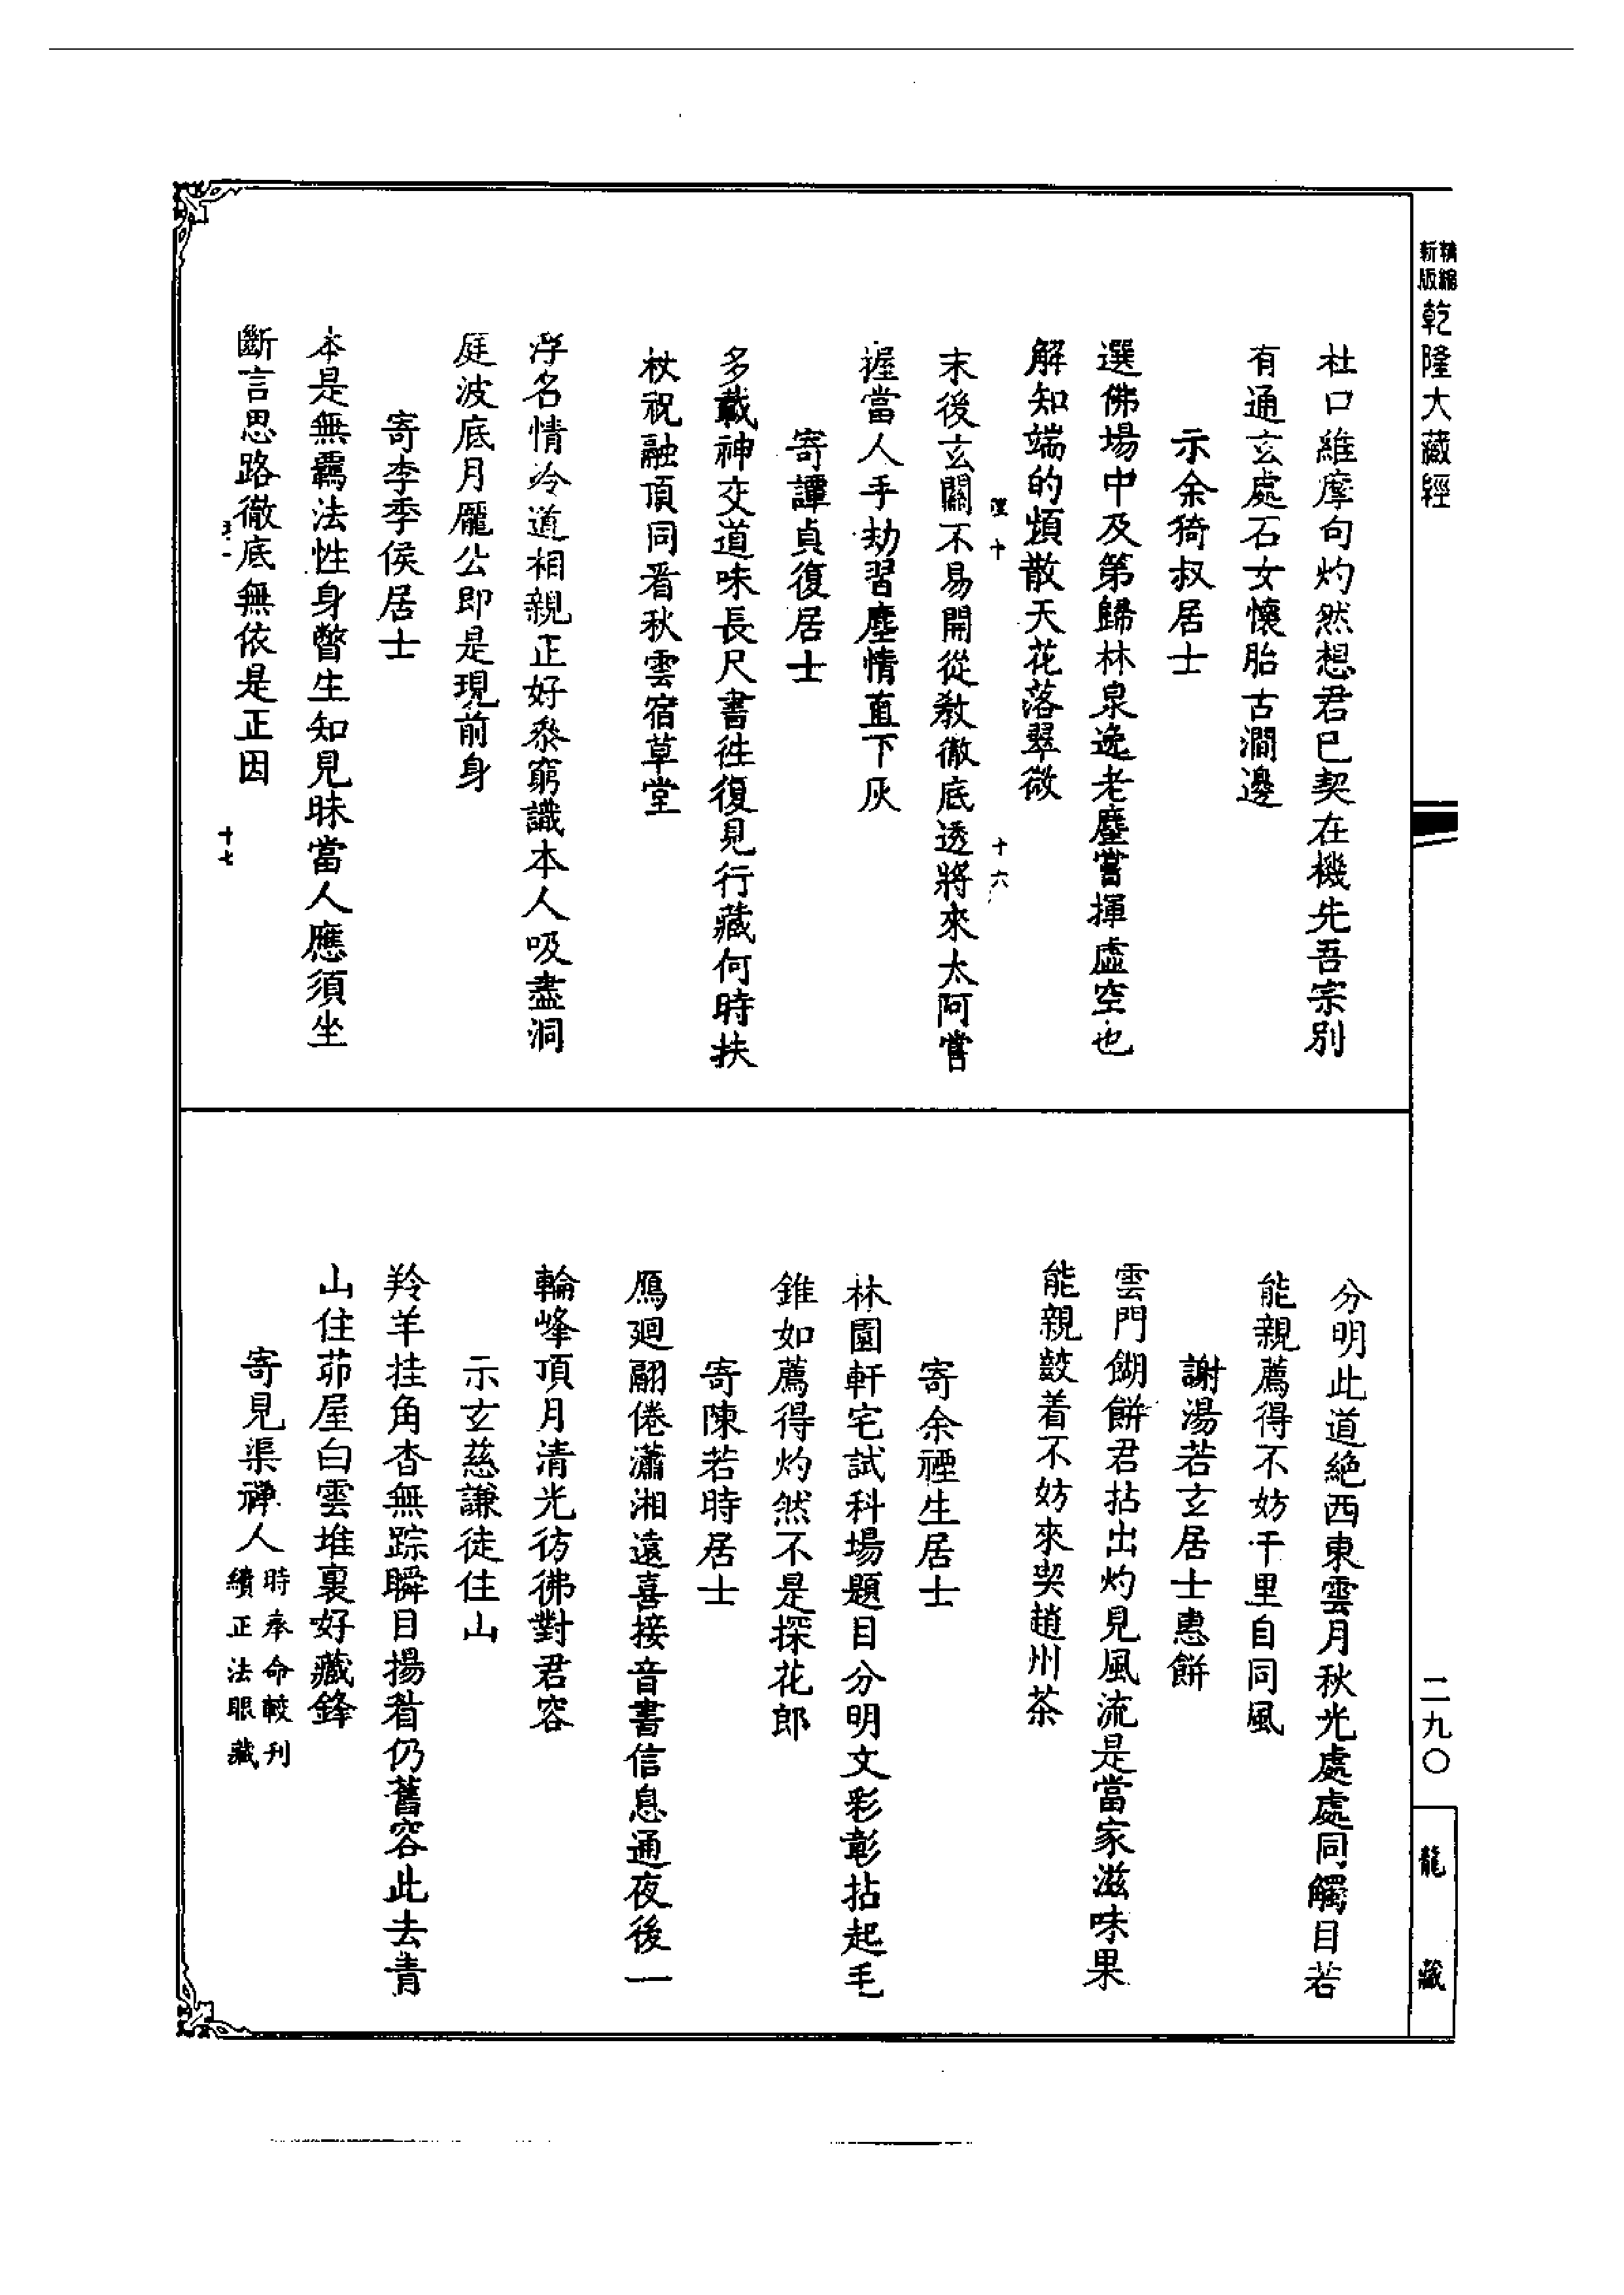 精縮
新版
乾隆大藏經
杜口維摩句灼然想君已契在機先吾宗別
有通玄處石女懷胎古澗邊
示余猗叔居士
選佛場中及第歸林泉逸老麈嘗揮虛空也
解知端的煩散天花落翠微
十六
末後玄關不易開從教徹底透將來太阿嘗
握當人手劫習塵情直下灰
寄譚貞復居士
多載神交道味長尺書徃復見行藏何時扶
杖祝融頂同看秋雲宿草堂
浮名情冷道相親正好叅窮識本人吸盡洞
庭波底月龐公即是現前身
寄李季侯居士
本是無羈法性身瞥生知見昧當人應須坐
斷言思路徹底無依是正因
十七
分明此道絕西東雲月秋光處處同觸目若
能親薦得不妨千里自同風
謝湯若玄居士惠餅
雲門餬餅君拈出灼見風流是當家滋味果
能親鼓着不妨來契趙州茶
寄余禋生居士
林園軒宅試科場題目分明文彩彰拈起毛
錐如薦得灼然不是探花郎
寄陳若時居士
鴈廻翮倦瀟湘遠喜接音書信息通夜後一
輪峰頂月清光彷彿對君容
示玄慈謙徒住山
羚羊挂角杳無踪瞬目揚眉仍舊容此去青
山住茆屋白雲堆裏好藏鋒
寄見渠禪人
時奉命較刊
續正法眼藏
二九〇
龍藏